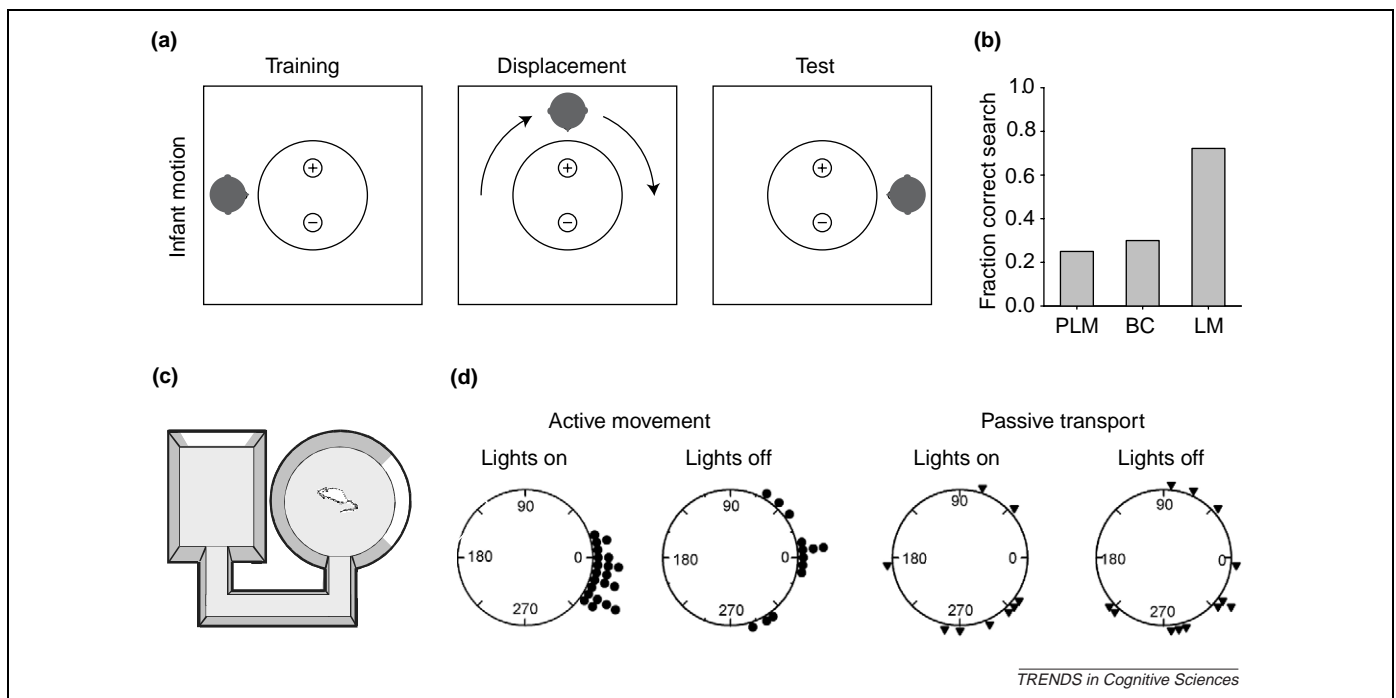 (a)
Training
Displacement
Test
Infant motion
+
−
+
−
+
−
(b)
Fraction correct search
1.0
0.8
0.6
0.4
0.2
0.0
PLM BC LM
(c)
(d)
Active movement
Lights on
Lights off
90
180
0
270
90
180
0
270
Passive transport
Lights on
Lights off
90
180
0
270
90
180
0
270
TRENDS in Cognitive Sciences